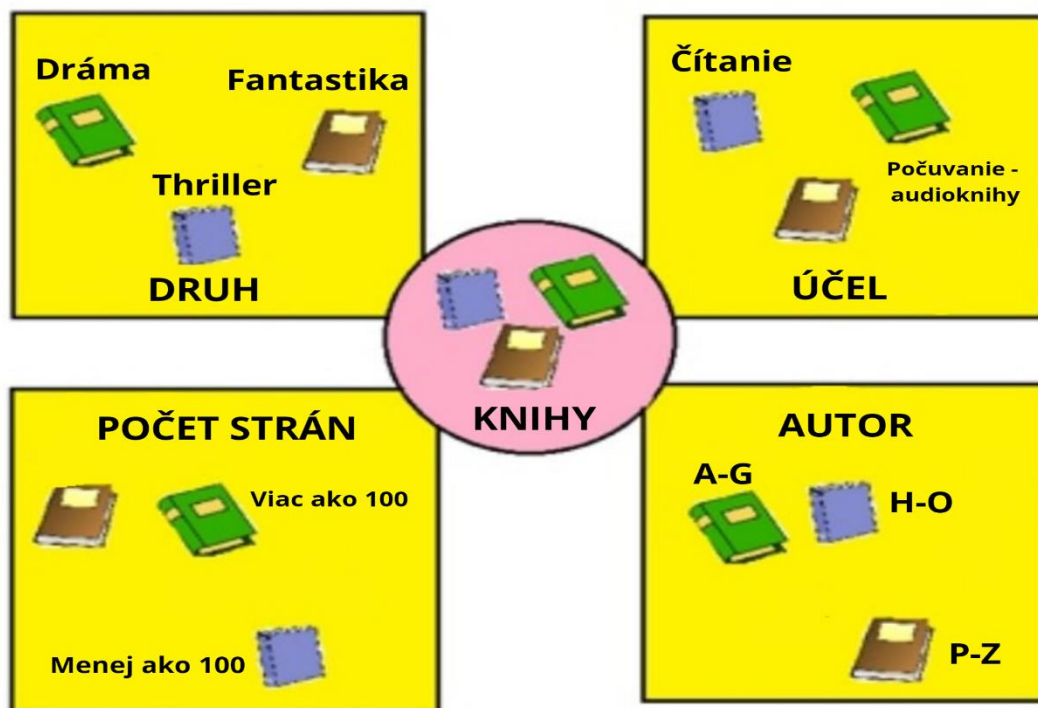 Dráma
Fantastika
Thriller
DRUH
Čítanie
Počuvanie -
audioknihy
ÚČEL
KNIHY
POČET STRÁN
Viac ako 100
Menej ako 100
AUTOR
A-G
H-O
P-Z